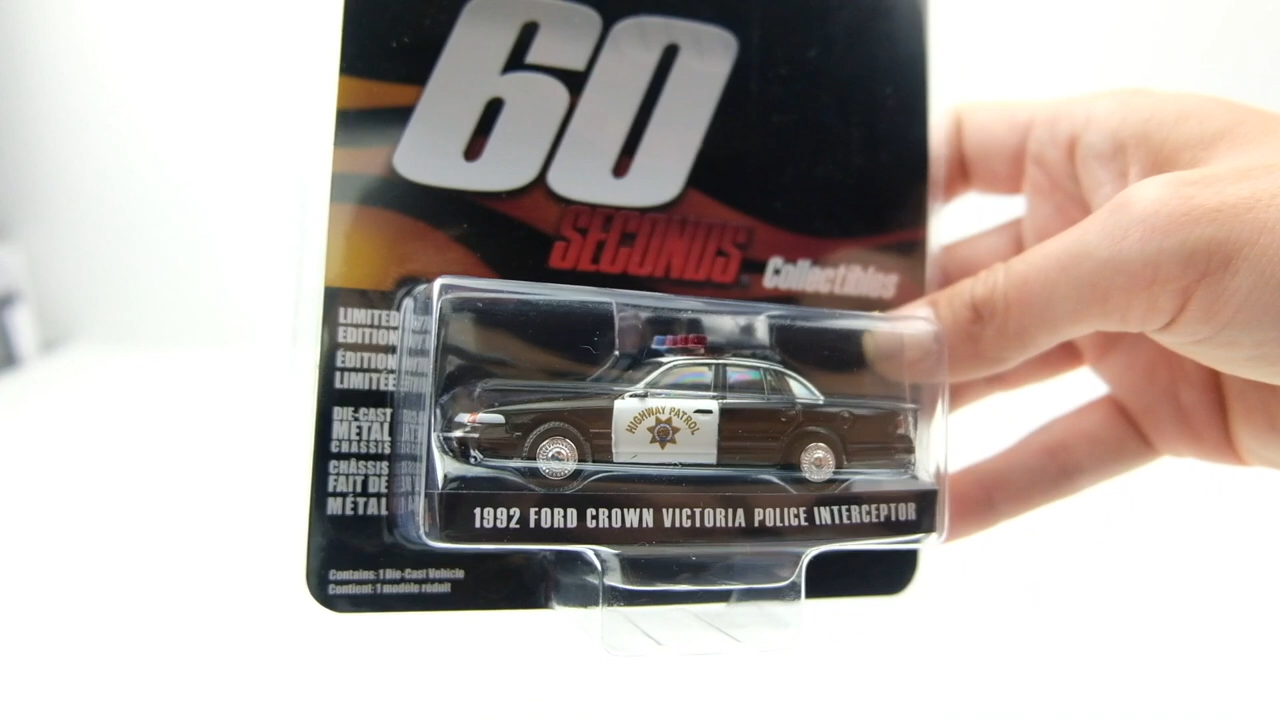 60
SECONDS
Collectibles
LIMITED
EDITION
ÉDITION
LIMITÉE
DIE-CAST
METAL
CHASSIS
CHÂSSIS
FAIT DE
MÉTAL
HIGHWAY PATROL
1992 FORD CROWN VICTORIA POLICE INTERCEPTOR
Contains: 1 Die-Cast Vehicle
Contient: 1 modèle réduit